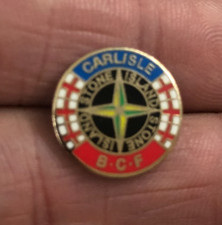 CARLISLE
STONE ISLAND
STONE ISLAND
B·C·F